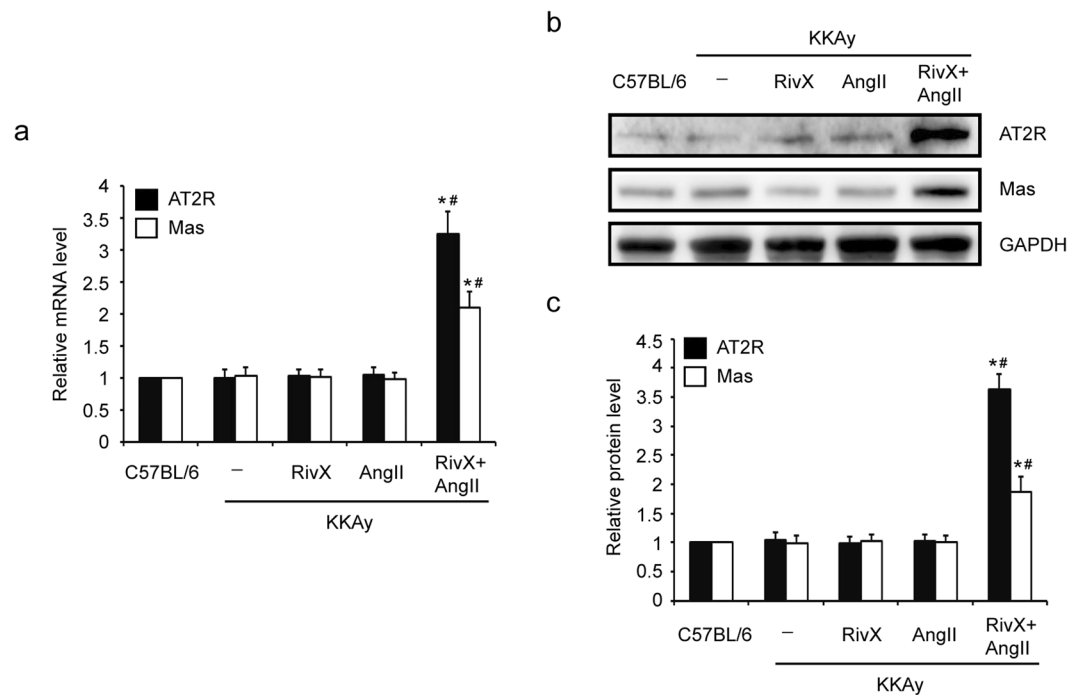 a
Relative mRNA level
4
3.5
3
2.5
2
1.5
1
0.5
0
AT2R
Mas
*#
*#
C57BL/6
–
RivX
AngII
RivX+
AngII
KKAy
b
KKAy
C57BL/6
–
RivX
AngII
RivX+
AngII
AT2R
Mas
GAPDH
c
Relative protein level
4.5
4
3.5
3
2.5
2
1.5
1
0.5
0
AT2R
Mas
*#
*#
C57BL/6
–
RivX
AngII
RivX+
AngII
KKAy